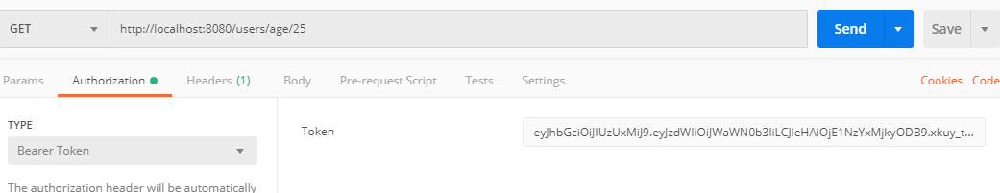 GET http://localhost:8080/users/age/25 Send Save
Params Authorization Headers (1) Body Pre-request Script Tests Settings Cookies Code
TYPE
Bearer Token
The authorization header will be automatically
Token eyJhbGciOiJIUzUxMiJ9.eyJzdWIiOiJWaWN0b3IiLCJleHAiOjE1NzYxMjkyODB9.xkuy_t...